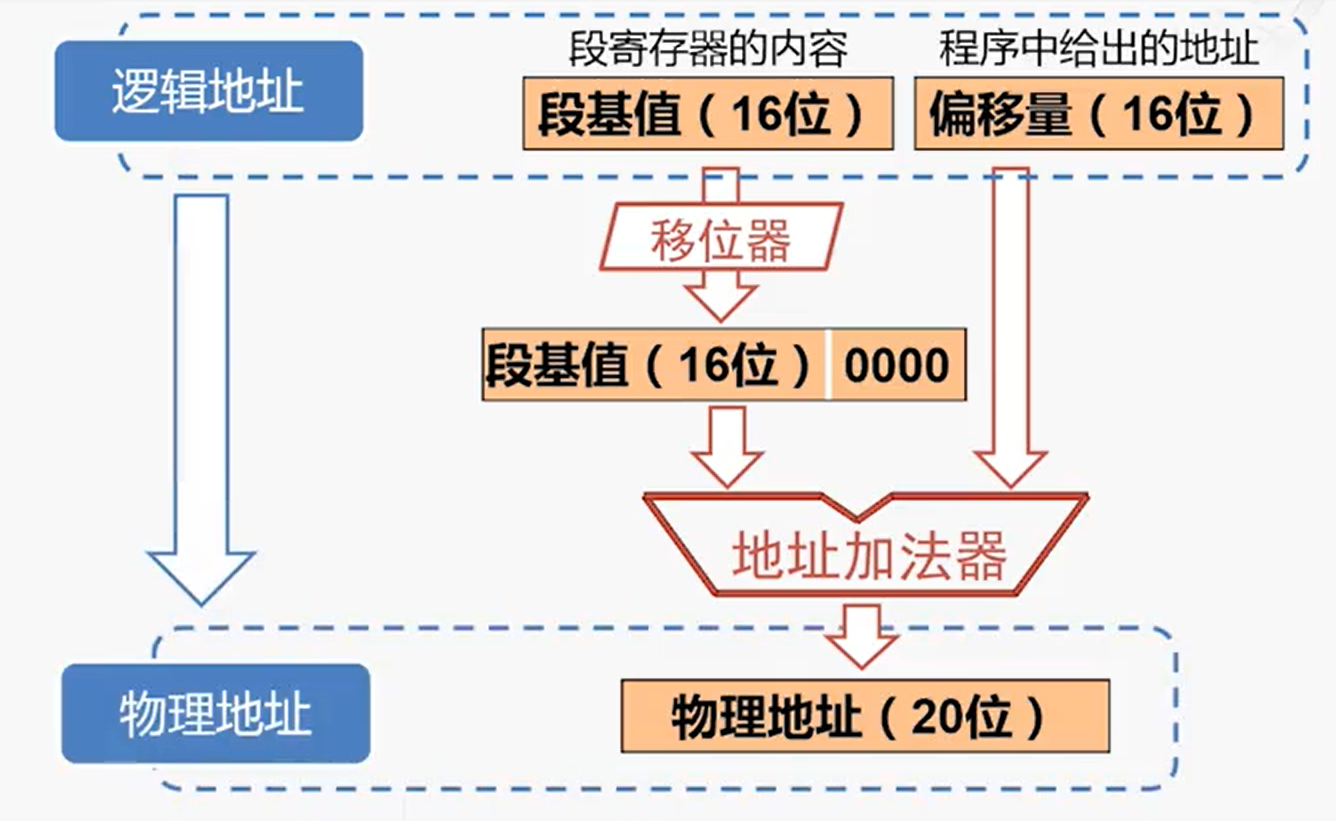 段寄存器的内容
程序中给出的地址
逻辑地址
段基值（16位）
偏移量（16位）
移位器
段基值（16位）
0000
地址加法器
物理地址
物理地址（20位）